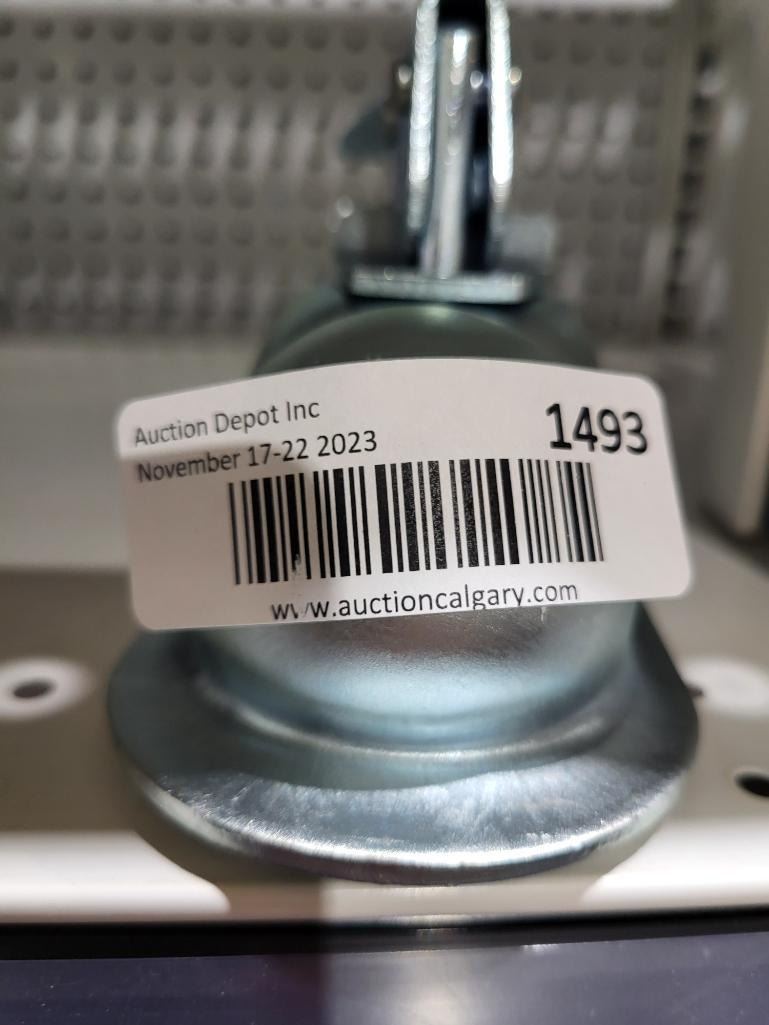 Auction Depot Inc
November 17-22 2023
1493
www.auctioncalgary.com